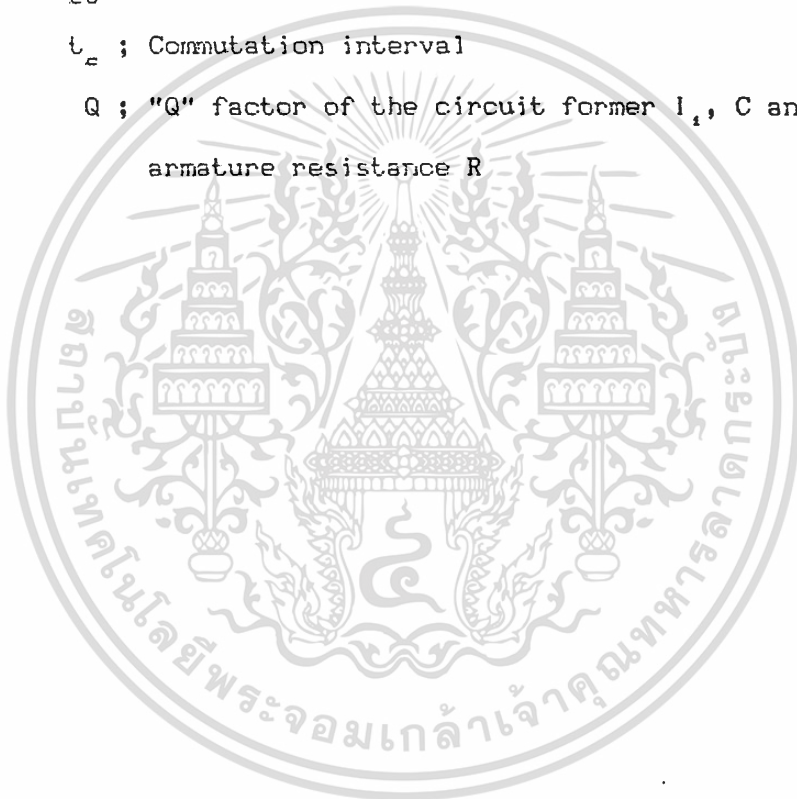 t_c ; Commutation interval
Q ; "Q" factor of the circuit former I_1, C an
armature resistance R
สถาบันเทคโนโลยีพระจอมเกล้าเจ้าคุณทหารลาดกระบัง